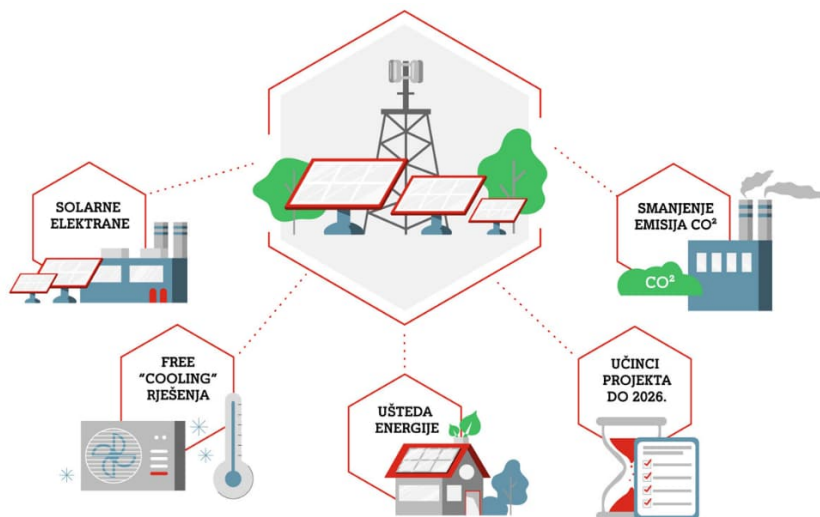 SOLARNE
ELEKTRANE
SMANJENJE
EMISIJA CO²
CO²
FREE
"COOLING"
RJEŠENJA
UŠTEDA
ENERGIJE
UČINCI
PROJEKTA
DO 2026.